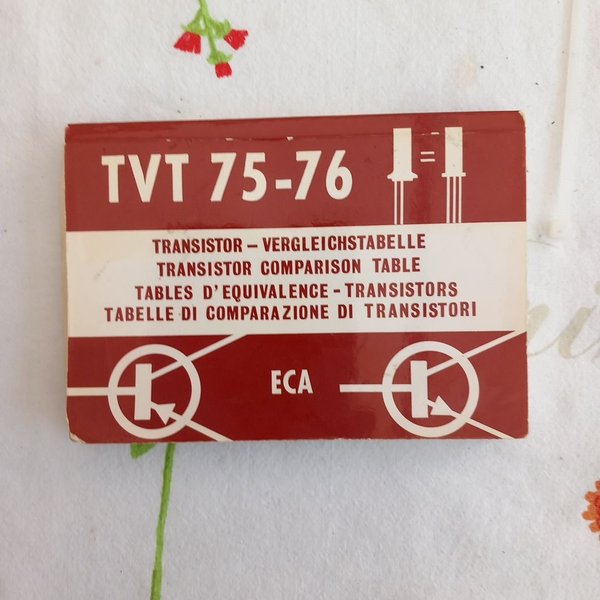 TVT 75-76
=
TRANSISTOR – VERGLEICHSTABELLE
TRANSISTOR COMPARISON TABLE
TABLES D'EQUIVALENCE - TRANSISTORS
TABELLE DI COMPARAZIONE DI TRANSISTORI
ECA